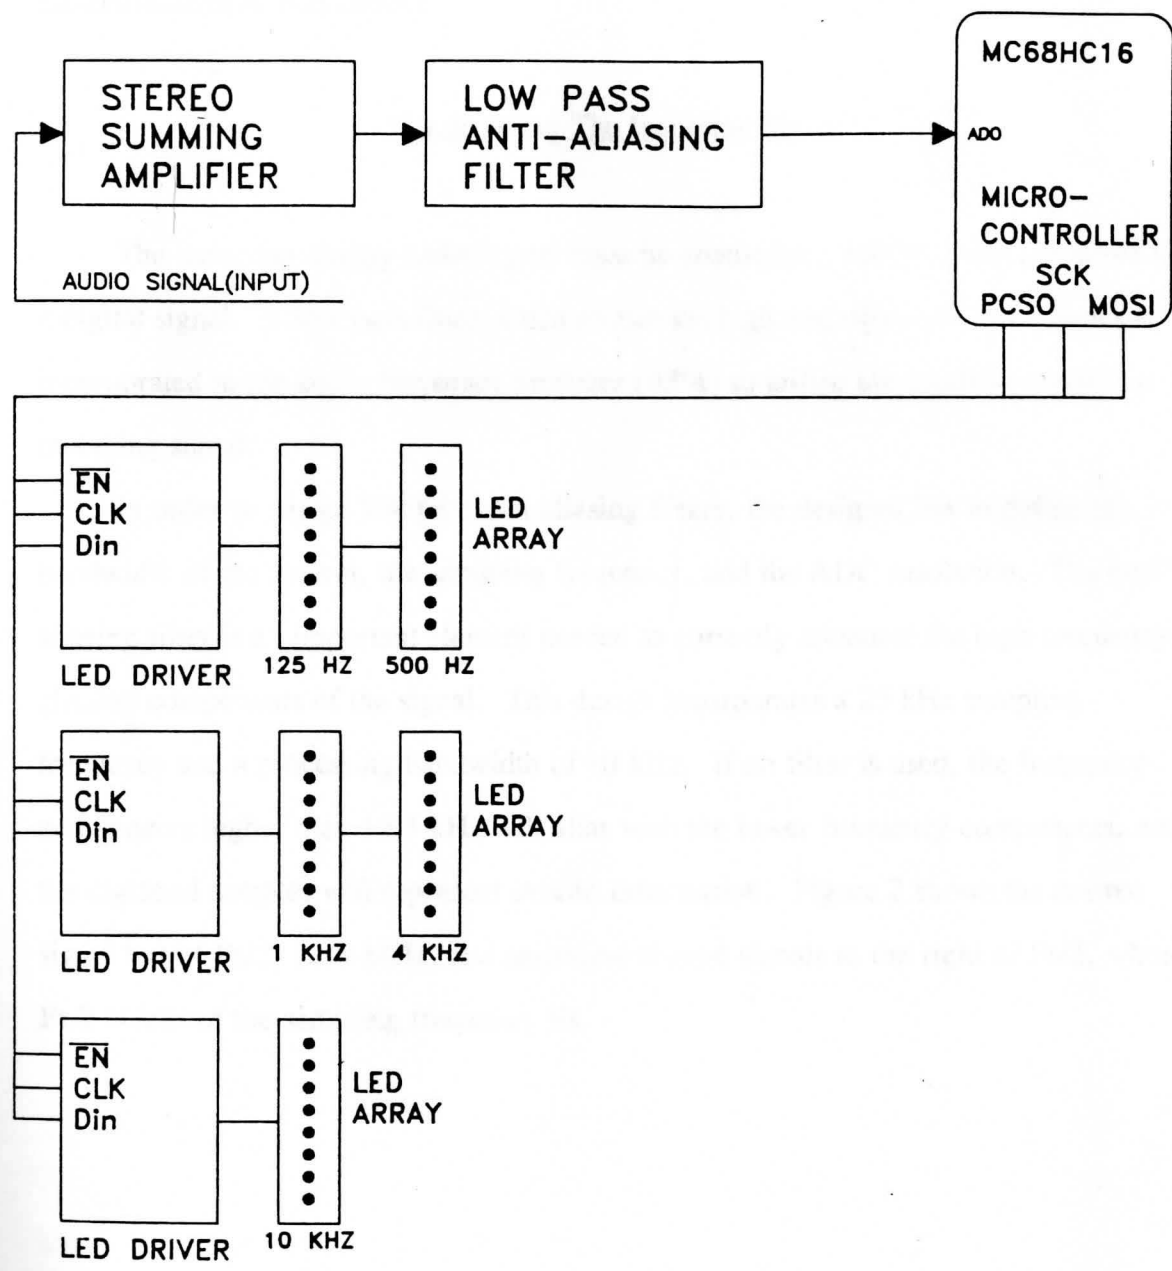 STEREO
SUMMING
AMPLIFIER
LOW PASS
ANTI-ALIASING
FILTER
MC68HC16
ADO
MICRO-
CONTROLLER
SCK
PCSO MOSI
AUDIO SIGNAL(INPUT)
EN
CLK
Din
LED
ARRAY
LED DRIVER
125 HZ
500 HZ
EN
CLK
Din
LED
ARRAY
LED DRIVER
1 KHZ
4 KHZ
EN
CLK
Din
LED
ARRAY
LED DRIVER
10 KHZ